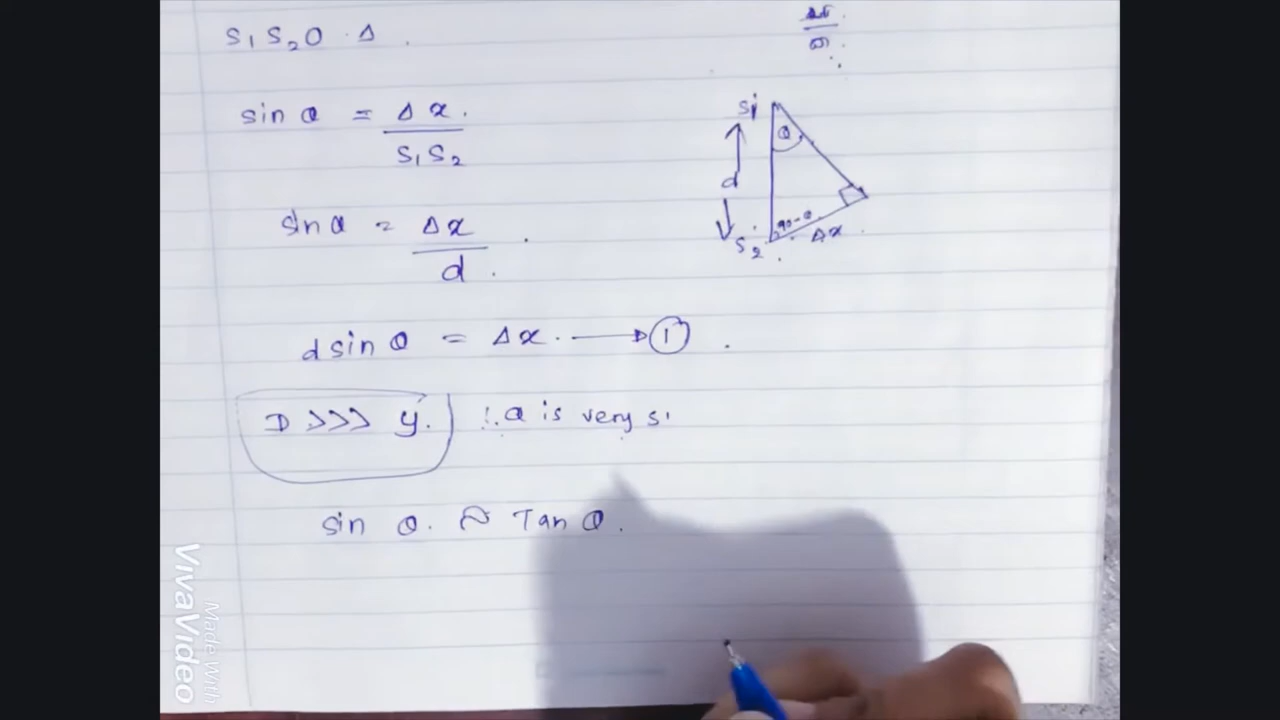 S₁S₂O Δ.
sin θ = Δx. / S₁S₂
S₁
θ
d
90-θ
S₂
Δx
sin θ = Δx / d.
d sin θ = Δx. → ①
D >>> y. ∴ θ is very s
sin θ. ≈ Tan θ.
Made With
VivaVideo